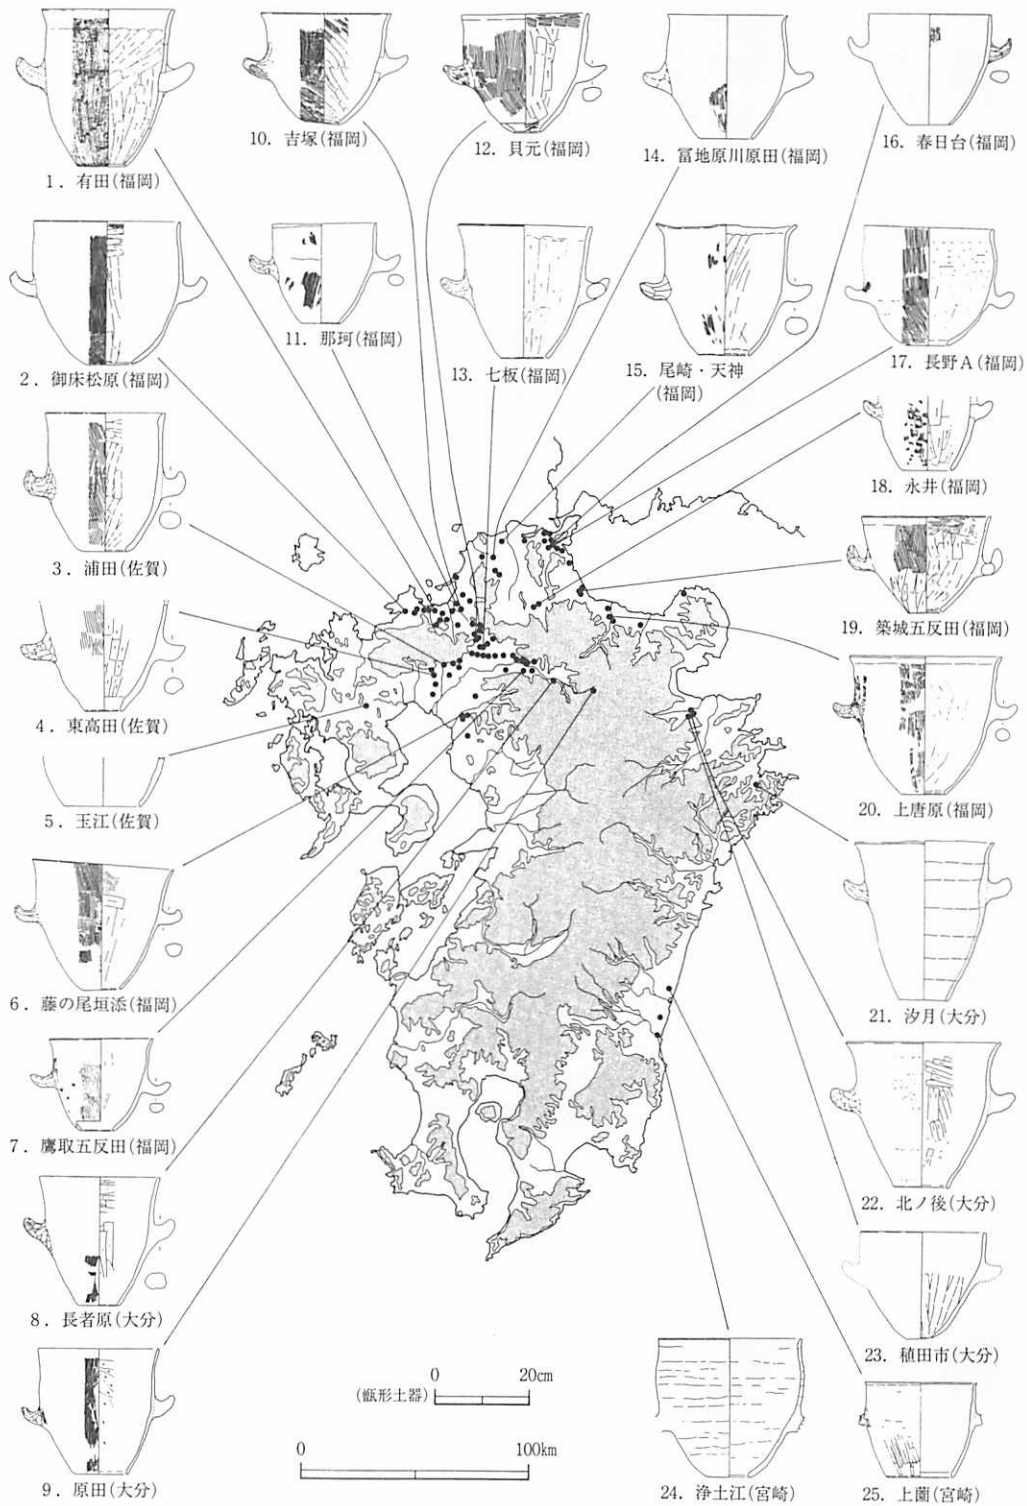 1. 有田(福岡)
10. 吉塚(福岡)
12. 貝元(福岡)
14. 冨地原川原田(福岡)
16. 春日台(福岡)
2. 御床松原(福岡)
11. 那珂(福岡)
13. 七板(福岡)
15. 尾崎・天神
(福岡)
17. 長野A(福岡)
3. 浦田(佐賀)
18. 永井(福岡)
4. 東高田(佐賀)
19. 築城五反田(福岡)
5. 玉江(佐賀)
20. 上唐原(福岡)
6. 藤の尾垣添(福岡)
21. 汐月(大分)
7. 鷹取五反田(福岡)
22. 北ノ後(大分)
8. 長者原(大分)
23. 稙田市(大分)
9. 原田(大分)
0 20cm
(甑形土器)
0 100km
24. 浄土江(宮崎)
25. 上薗(宮崎)